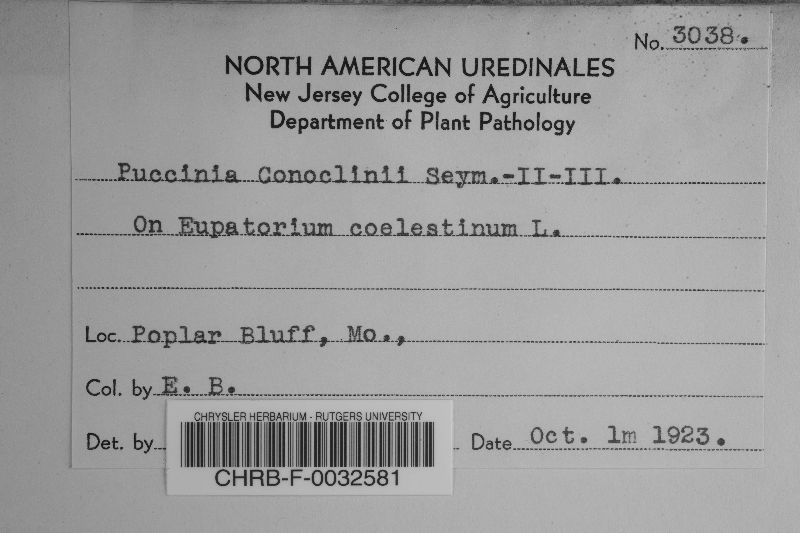 No. 3038.
NORTH AMERICAN UREDINALES
New Jersey College of Agriculture
Department of Plant Pathology
Puccinia Conoclinii Seym.-II-III.
On Eupatorium coelestinum L.
Loc. Poplar Bluff, Mo.,
Col. by E. B.
Det. by
Date Oct. 1m 1923.
CHRYSLER HERBARIUM - RUTGERS UNIVERSITY
CHRB-F-0032581